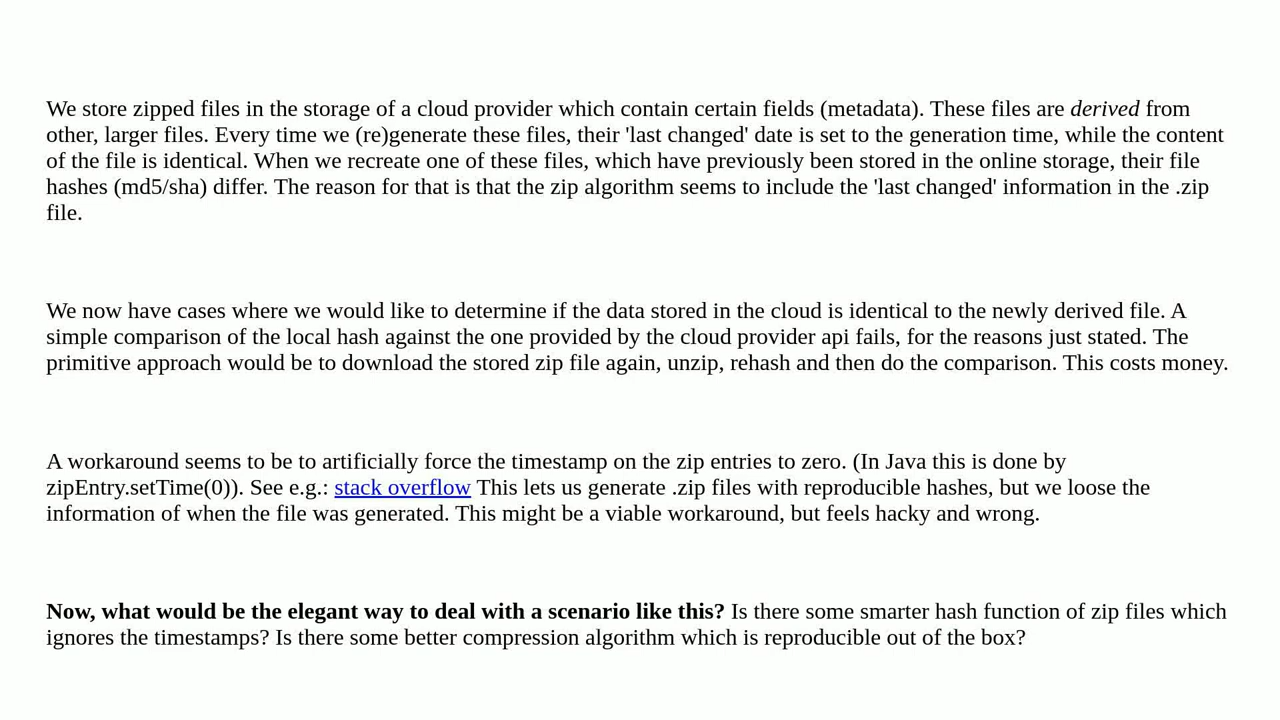 We store zipped files in the storage of a cloud provider which contain certain fields (metadata). These files are derived from
other, larger files. Every time we (re)generate these files, their 'last changed' date is set to the generation time, while the content
of the file is identical. When we recreate one of these files, which have previously been stored in the online storage, their file
hashes (md5/sha) differ. The reason for that is that the zip algorithm seems to include the 'last changed' information in the .zip
file.
We now have cases where we would like to determine if the data stored in the cloud is identical to the newly derived file. A
simple comparison of the local hash against the one provided by the cloud provider api fails, for the reasons just stated. The
primitive approach would be to download the stored zip file again, unzip, rehash and then do the comparison. This costs money.
A workaround seems to be to artificially force the timestamp on the zip entries to zero. (In Java this is done by
zipEntry.setTime(0)). See e.g.: stack overflow This lets us generate .zip files with reproducible hashes, but we loose the
information of when the file was generated. This might be a viable workaround, but feels hacky and wrong.
Now, what would be the elegant way to deal with a scenario like this? Is there some smarter hash function of zip files which
ignores the timestamps? Is there some better compression algorithm which is reproducible out of the box?